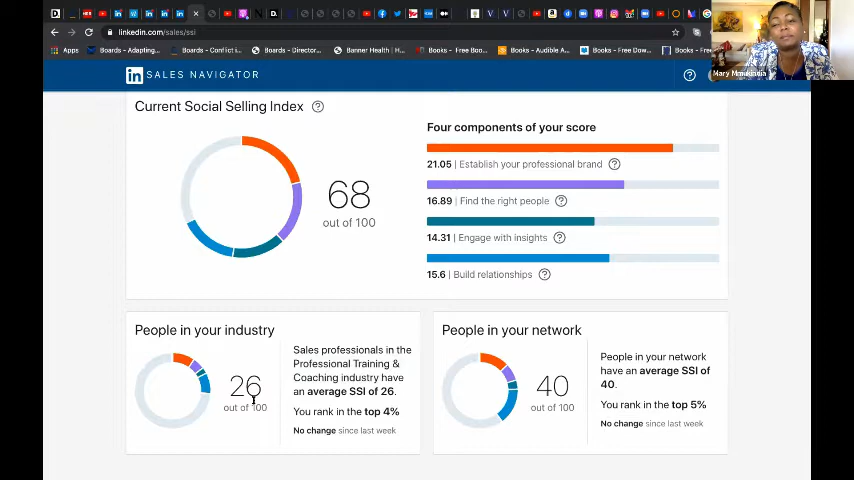 linkedin.com/sales/ssi
Apps Boards - Adapting... Boards - Conflict i... Boards - Director... Banner Health | H... Books - Free Boo... Books - Audible A... Books - Free Dow... Books - Free
Mary
in SALES NAVIGATOR
Current Social Selling Index
68
out of 100
Four components of your score
21.05 | Establish your professional brand
16.89 | Find the right people
14.31 | Engage with insights
15.6 | Build relationships
People in your industry
26
out of 100
Sales professionals in the
Professional Training &
Coaching industry have
an average SSI of 26.
You rank in the top 4%
No change since last week
People in your network
40
out of 100
People in your network
have an average SSI of
40.
You rank in the top 5%
No change since last week